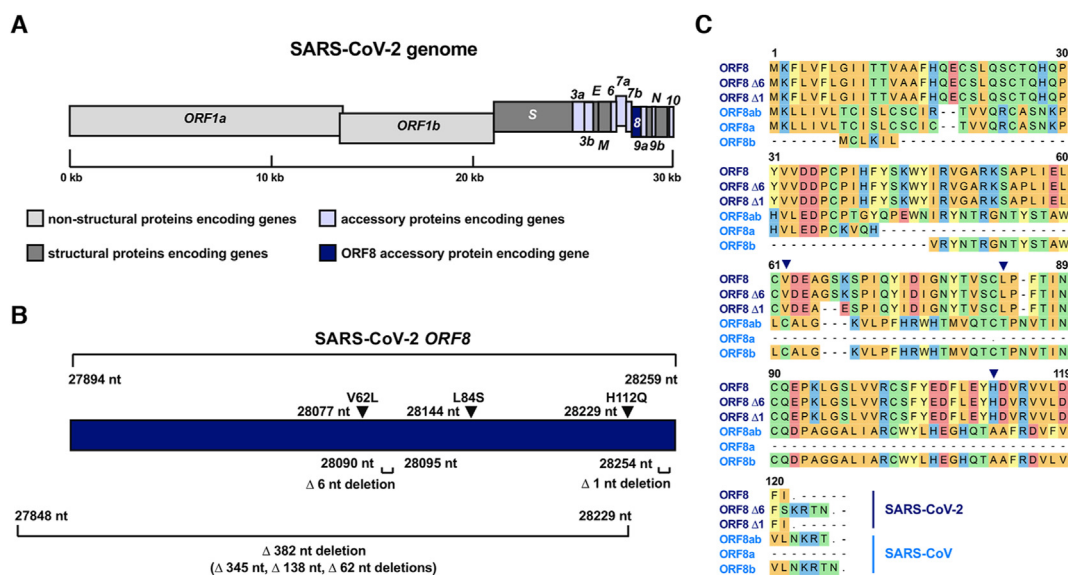 A
SARS-CoV-2 genome
ORF1a
ORF1b
S
3a
3b
E
M
6
7a
7b
8
9a
N
9b
10
0 kb
10 kb
20 kb
30 kb
non-structural proteins encoding genes
accessory proteins encoding genes
structural proteins encoding genes
ORF8 accessory protein encoding gene
B
SARS-CoV-2 ORF8
27894 nt
28259 nt
V62L
28077 nt
L84S
28144 nt
H112Q
28229 nt
28090 nt
28095 nt
28254 nt
Δ 6 nt deletion
Δ 1 nt deletion
27848 nt
28229 nt
Δ 382 nt deletion
(Δ 345 nt, Δ 138 nt, Δ 62 nt deletions)
C
1 30
ORF8 MKFLVFLGIITTVAAFHQECSLQSCTQHQP
ORF8 Δ6 MKFLVFLGIITTVAAFHQECSLQSCTQHQP
ORF8 Δ1 MKFLVFLGIITTVAAFHQECSLQSCTQHQP
ORF8ab MKLLIVLTCISLCSCIR--TVVQRCASNKP
ORF8a MKLLIVLTCISLCSCIC--TVVQRCASNKP
ORF8b -------MCLKIL-----------------
31 60
ORF8 YVVDDPCPIHFYSKWYIRVGARKSAPLIEL
ORF8 Δ6 YVVDDPCPIHFYSKWYIRVGARKSAPLIEL
ORF8 Δ1 YVVDDPCPIHFYSKWYIRVGARKSAPLIEL
ORF8ab HVLEDPCPTGYQPEWNIRYNTRGNTYSTAW
ORF8a HVLEDPCKVQH-------------------
ORF8b ----------------VRYNTRGNTYSTAW
61 89
ORF8 CVDEAGSKSPIQYIDIGNYTVSCLP-FTIN
ORF8 Δ6 CVDEAGSKSPIQYIDIGNYTVSCLP-FTIN
ORF8 Δ1 CVDEA--ESPIQYIDIGNYTVSCLP-FTIN
ORF8ab LCALG---KVLPFHRWHTMVQTCTPNVTIN
ORF8a ------------------------------
ORF8b LCALG---KVLPFHRWHTMVQTCTPNVTIN
90 119
ORF8 CQEPKLGSLVVRCSFYEDFLEYHDVRVVLD
ORF8 Δ6 CQEPKLGSLVVRCSFYEDFLEYHDVRVVLD
ORF8 Δ1 CQEPKLGSLVVRCSFYEDFLEYHDVRVVLD
ORF8ab CQDPAGGALIARCWYLHEGHQTAAFRDVFV
ORF8a ------------------------------
ORF8b CQDPAGGALIARCWYLHEGHQTAAFRDVLV
120
ORF8 FI.----
ORF8 Δ6 FSKRTN.
ORF8 Δ1 FI.----
ORF8ab VLNKRT.
ORF8a ------.
ORF8b VLNKRTN.
SARS-CoV-2
SARS-CoV